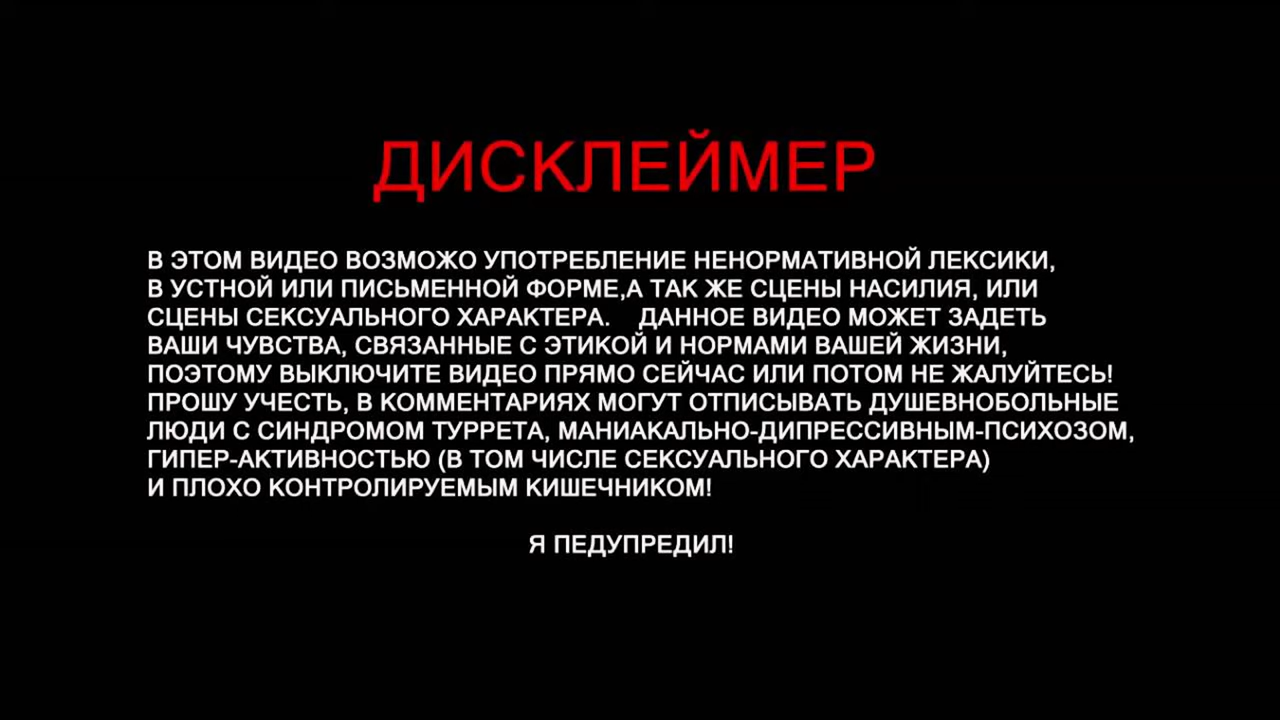 ДИСКЛЕЙМЕР
В ЭТОМ ВИДЕО ВОЗМОЖО УПОТРЕБЛЕНИЕ НЕНОРМАТИВНОЙ ЛЕКСИКИ,
В УСТНОЙ ИЛИ ПИСЬМЕННОЙ ФОРМЕ,А ТАК ЖЕ СЦЕНЫ НАСИЛИЯ, ИЛИ
СЦЕНЫ СЕКСУАЛЬНОГО ХАРАКТЕРА. ДАННОЕ ВИДЕО МОЖЕТ ЗАДЕТЬ
ВАШИ ЧУВСТВА, СВЯЗАННЫЕ С ЭТИКОЙ И НОРМАМИ ВАШЕЙ ЖИЗНИ,
ПОЭТОМУ ВЫКЛЮЧИТЕ ВИДЕО ПРЯМО СЕЙЧАС ИЛИ ПОТОМ НЕ ЖАЛУЙТЕСЬ!
ПРОШУ УЧЕСТЬ, В КОММЕНТАРИЯХ МОГУТ ОТПИСЫВАТЬ ДУШЕВНОБОЛЬНЫЕ
ЛЮДИ С СИНДРОМОМ ТУРРЕТА, МАНИАКАЛЬНО-ДИПРЕССИВНЫМ-ПСИХОЗОМ,
ГИПЕР-АКТИВНОСТЬЮ (В ТОМ ЧИСЛЕ СЕКСУАЛЬНОГО ХАРАКТЕРА)
И ПЛОХО КОНТРОЛИРУЕМЫМ КИШЕЧНИКОМ!
Я ПЕДУПРЕДИЛ!